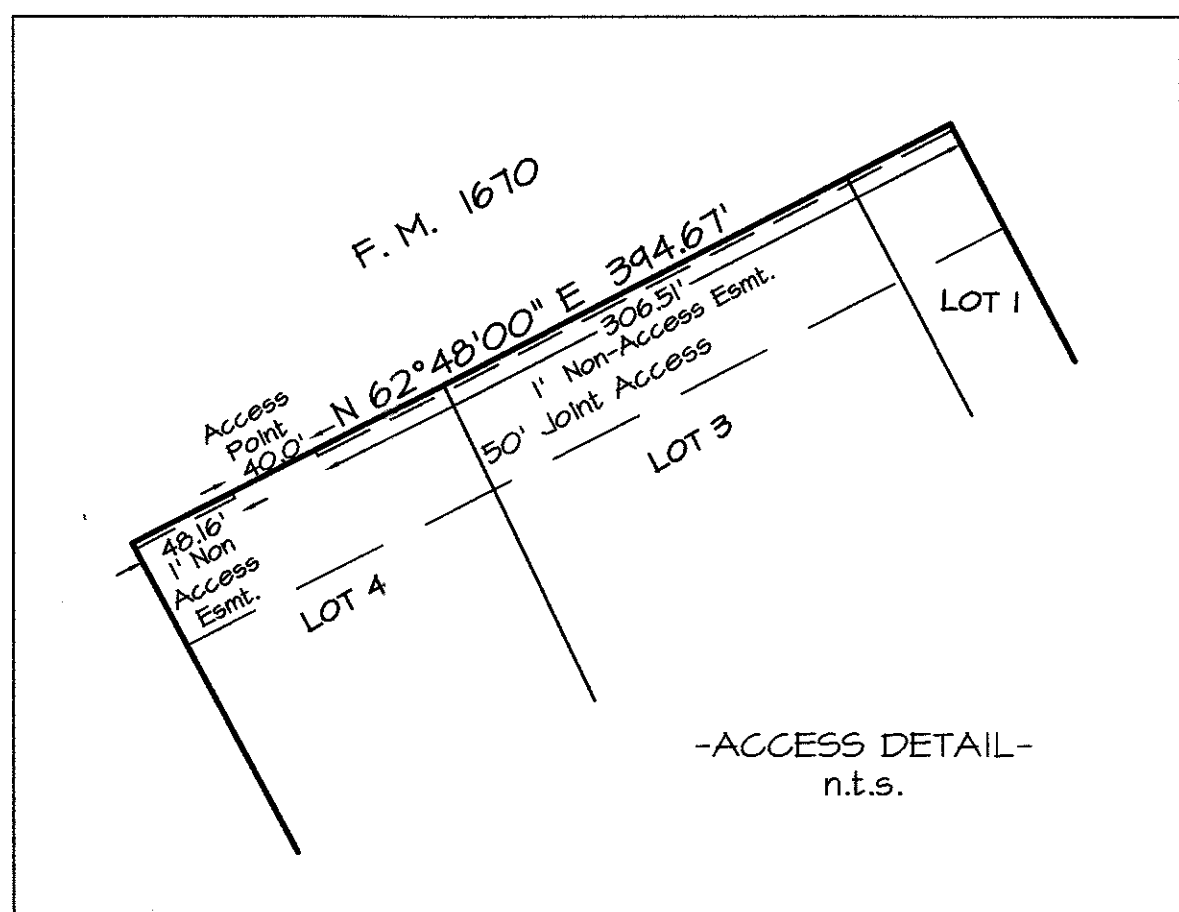 F. M. 1670
N 62°48'00" E 394.67'
306.51'
1' Non-Access Esmt.
50' Joint Access
Access
Point
40.0'
48.16'
1' Non
Access
Esmt.
LOT 4
LOT 3
LOT 1
-ACCESS DETAIL-
n.t.s.